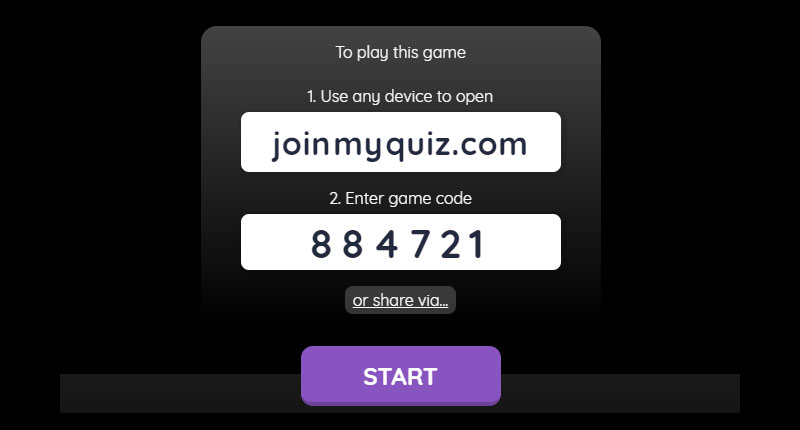 To play this game
1. Use any device to open
joinmyquiz.com
2. Enter game code
884721
or share via...
START